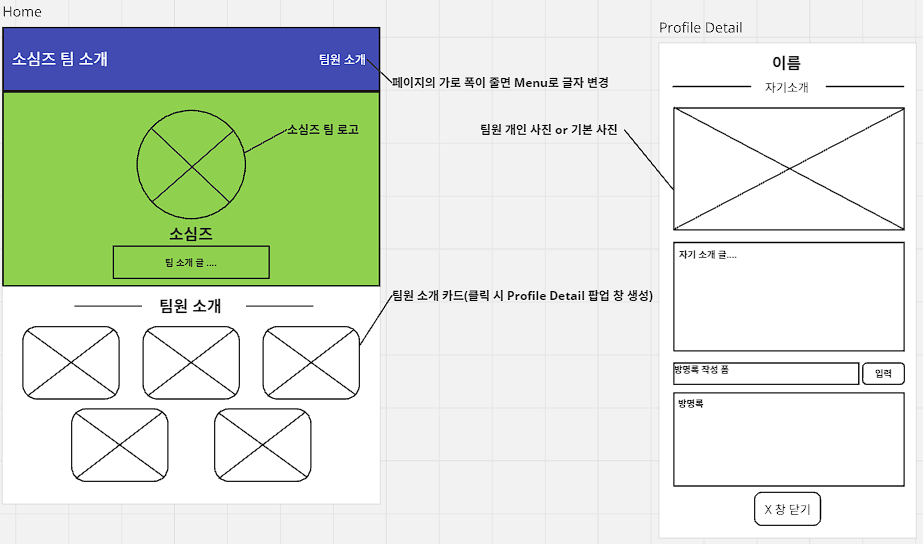 Home
소심즈 팀 소개
팀원 소개
페이지의 가로 폭이 줄면 Menu로 글자 변경
소심즈 팀 로고
소심즈
팀 소개 글 ....
팀원 소개
팀원 소개 카드(클릭 시 Profile Detail 팝업 창 생성)
Profile Detail
이름
자기소개
팀원 개인 사진 or 기본 사진
자기 소개 글....
방명록 작성 폼
입력
방명록
X 창 닫기